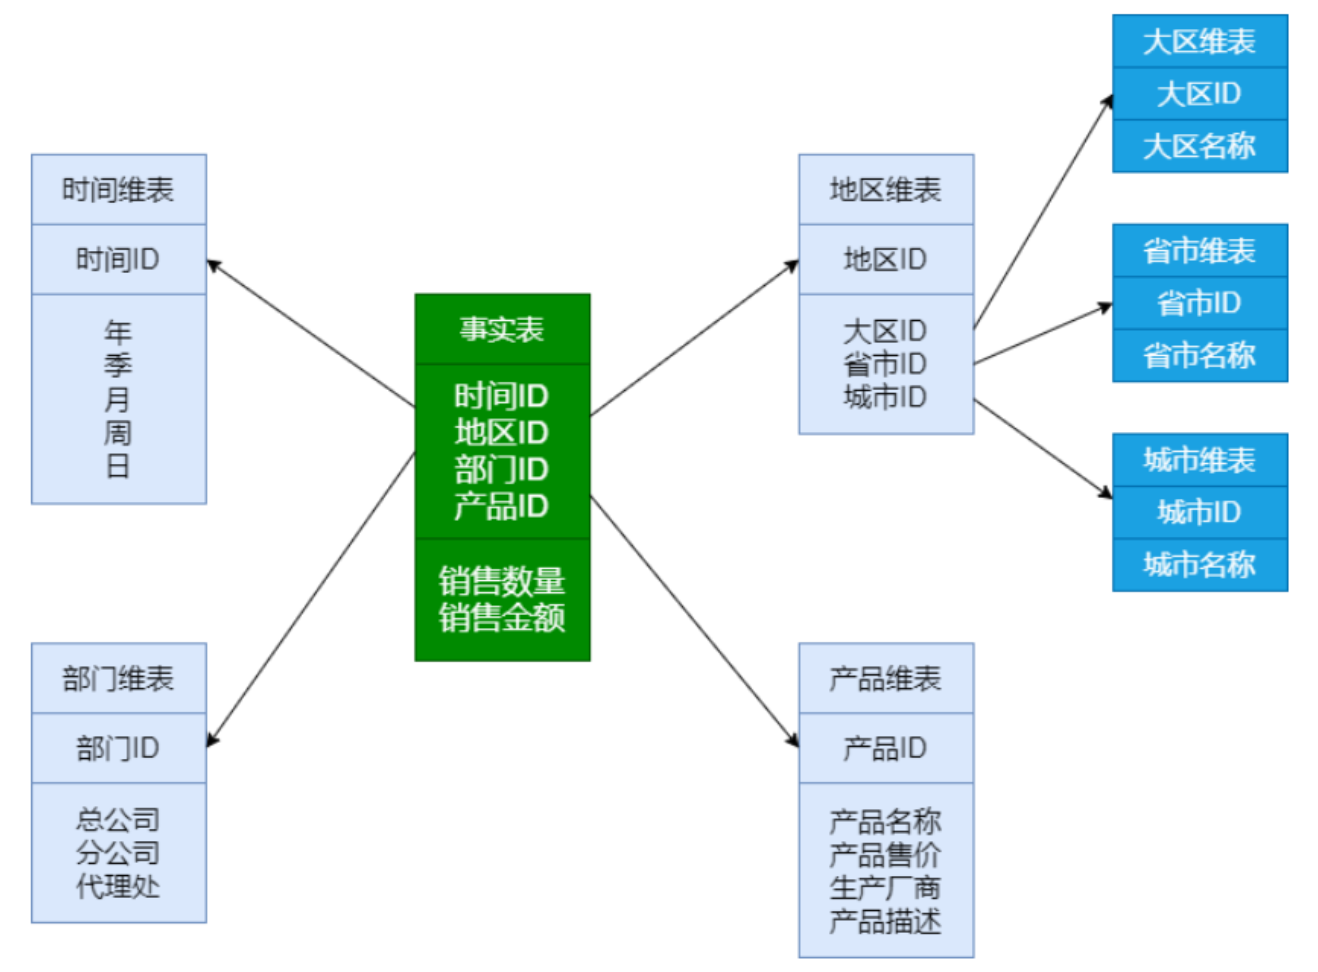 时间维表
时间ID
年
季
月
周
日
部门维表
部门ID
总公司
分公司
代理处
事实表
时间ID
地区ID
部门ID
产品ID
销售数量
销售金额
地区维表
地区ID
大区ID
省市ID
城市ID
产品维表
产品ID
产品名称
产品售价
生产厂商
产品描述
大区维表
大区ID
大区名称
省市维表
省市ID
省市名称
城市维表
城市ID
城市名称